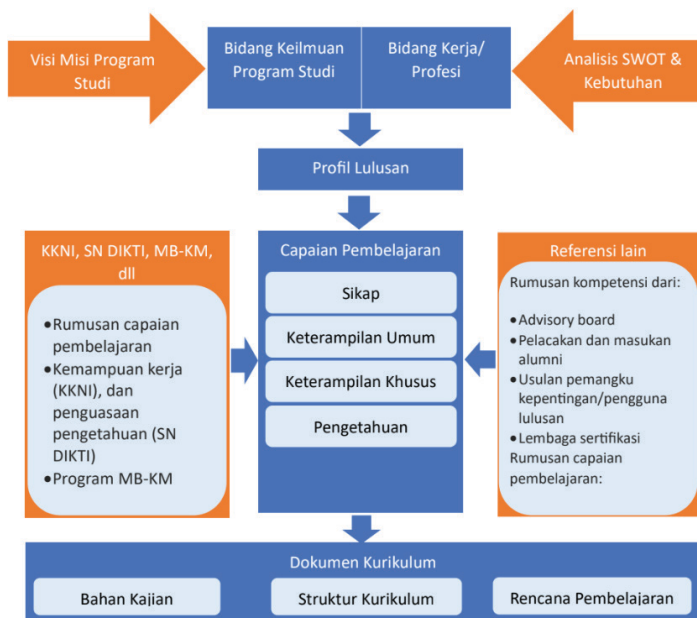 Visi Misi Program
Studi
Bidang Keilmuan
Program Studi
Bidang Kerja/
Profesi
Analisis SWOT &
Kebutuhan
Profil Lulusan
KKNI, SN DIKTI, MB-KM,
dll
•Rumusan capaian
pembelajaran
•Kemampuan kerja
(KKNI), dan
penguasaan
pengetahuan (SN
DIKTI)
•Program MB-KM
Capaian Pembelajaran
Sikap
Keterampilan Umum
Keterampilan Khusus
Pengetahuan
Referensi lain
Rumusan kompetensi dari:
•Advisory board
•Pelacakan dan masukan
alumni
•Usulan pemangku
kepentingan/pengguna
lulusan
•Lembaga sertifikasi
Rumusan capaian
pembelajaran:
Dokumen Kurikulum
Bahan Kajian
Struktur Kurikulum
Rencana Pembelajaran